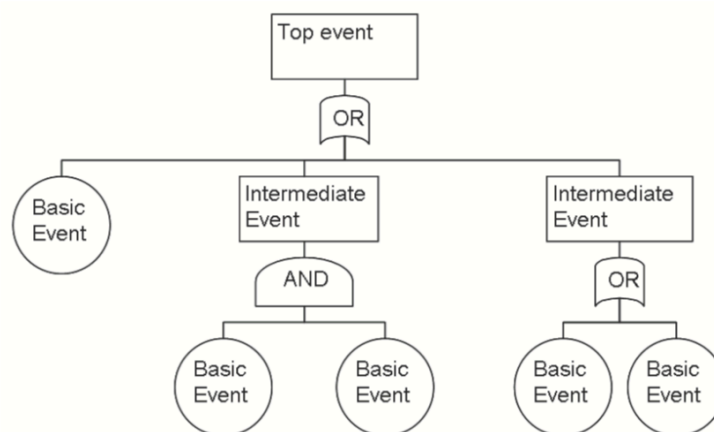 Top event
OR
Basic
Event
Intermediate
Event
Intermediate
Event
AND
OR
Basic
Event
Basic
Event
Basic
Event
Basic
Event